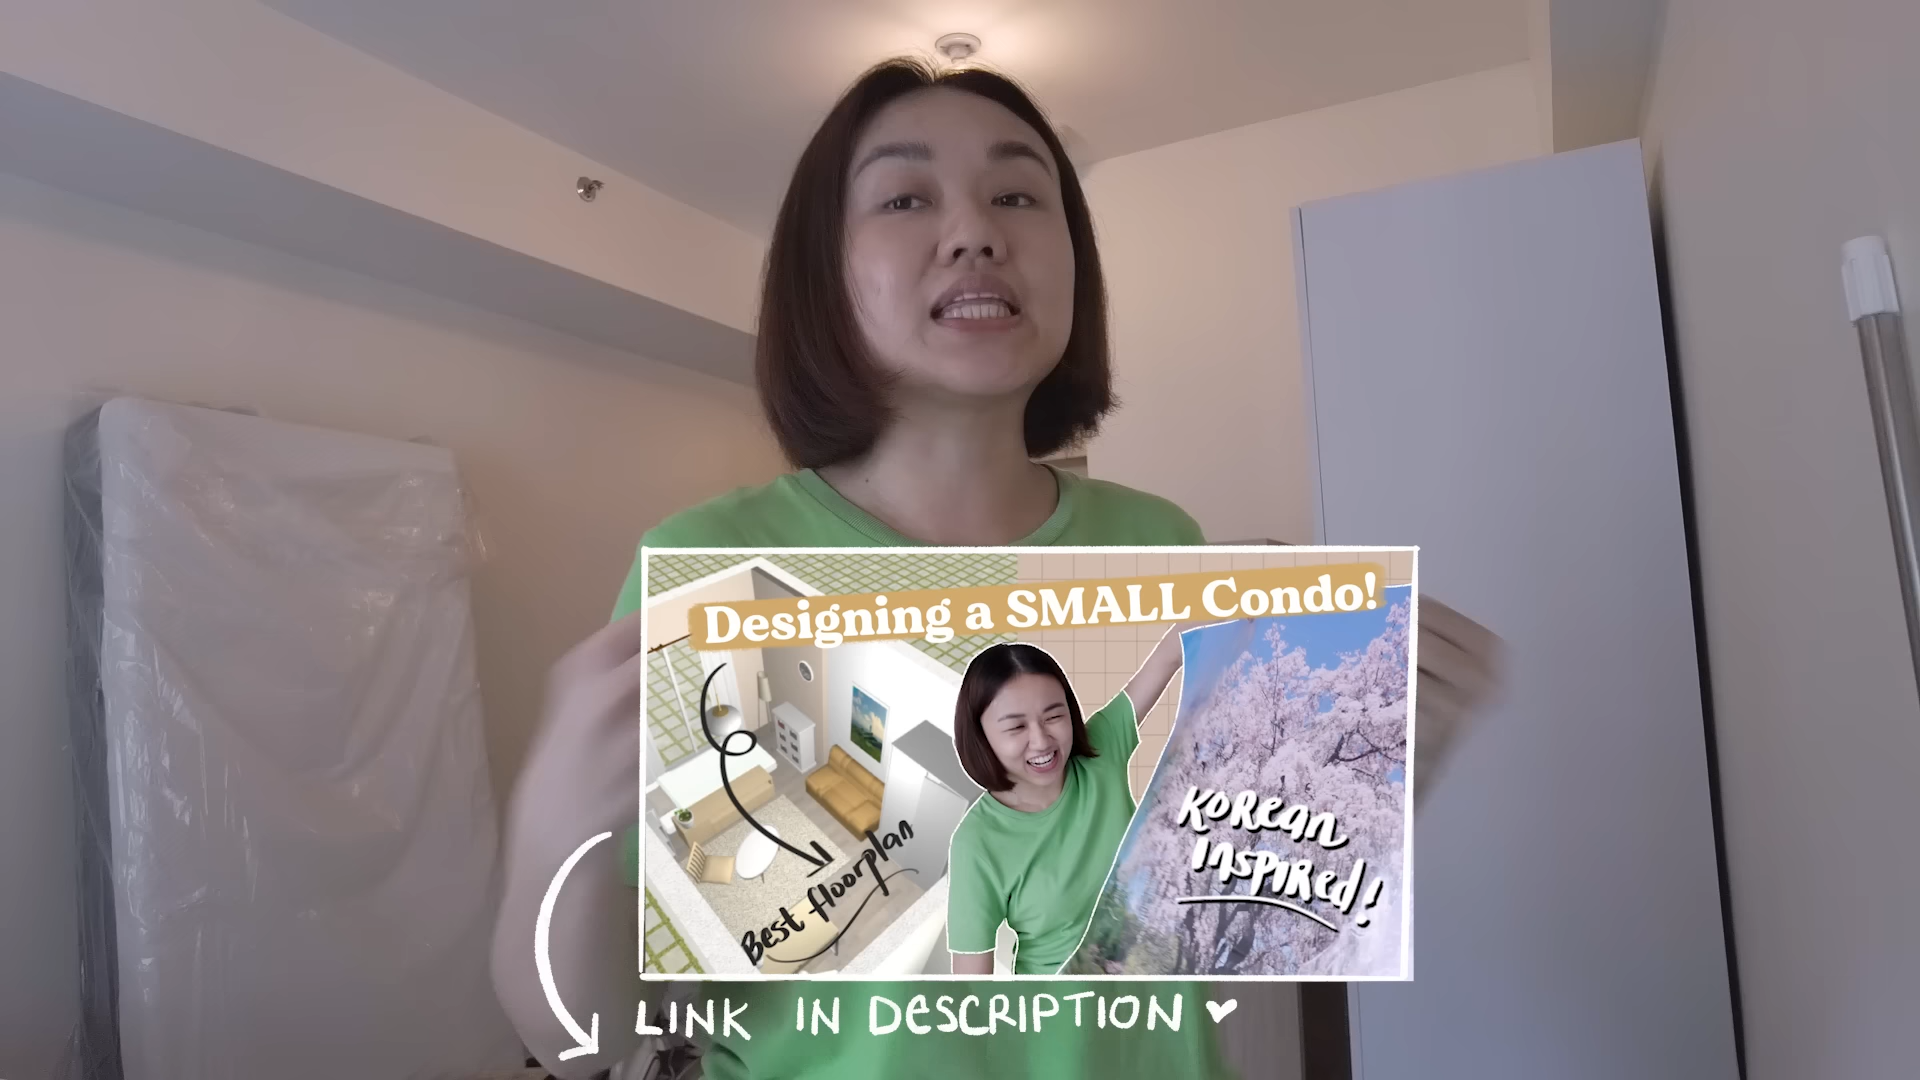 Designing a SMALL Condo!
Best floorplan
Korean
inspired!
LINK IN DESCRIPTION